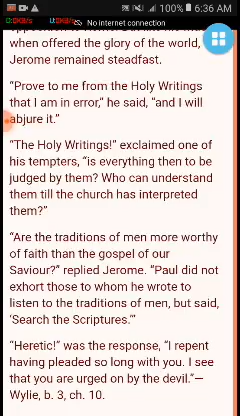 0:0KB/s U:0KB/s 100% 6:36 AM
No internet connection
when offered the glory of the world,
Jerome remained steadfast.
“Prove to me from the Holy Writings
that I am in error,” he said, “and I will
abjure it.”
“The Holy Writings!” exclaimed one of
his tempters, “is everything then to be
judged by them? Who can understand
them till the church has interpreted
them?”
“Are the traditions of men more worthy
of faith than the gospel of our
Saviour?” replied Jerome. “Paul did not
exhort those to whom he wrote to
listen to the traditions of men, but said,
‘Search the Scriptures.’”
“Heretic!” was the response, “I repent
having pleaded so long with you. I see
that you are urged on by the devil.”—
Wylie, b. 3, ch. 10.